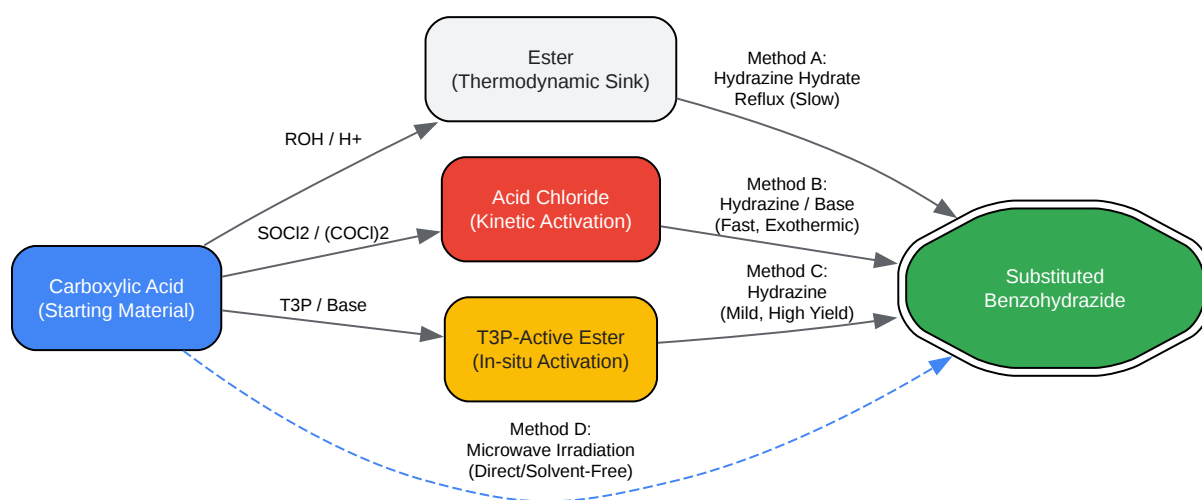 Ester
(Thermodynamic Sink)
Method A:
Hydrazine Hydrate
Reflux (Slow)
ROH / H+
Acid Chloride
(Kinetic Activation)
Method B:
Hydrazine / Base
(Fast, Exothermic)
SOCl2 / (COCl)2
Carboxylic Acid
(Starting Material)
Substituted
Benzohydrazide
Method C:
Hydrazine
(Mild, High Yield)
T3P / Base
T3P-Active Ester
(In-situ Activation)
Method D:
Microwave Irradiation
(Direct/Solvent-Free)